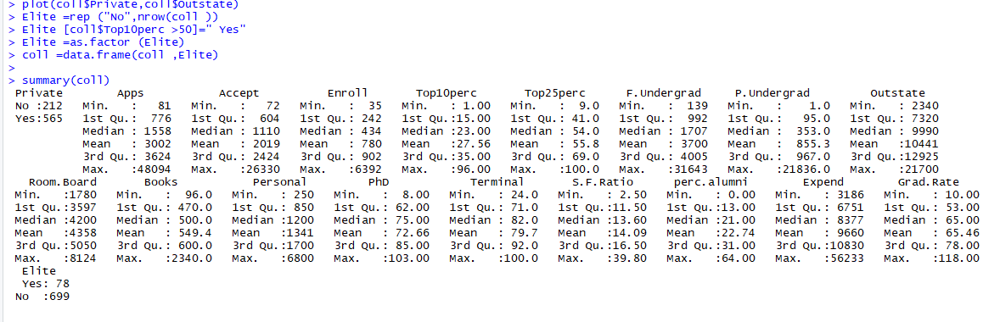 > plot(coll$Private,coll$Outstate)
> Elite =rep ("No",nrow(coll ))
> Elite [coll$Top10perc >50]=" Yes"
> Elite =as.factor (Elite)
> coll =data.frame(coll ,Elite)
>
> summary(coll)
 Private        Apps           Accept          Enroll       Top10perc       Top25perc      F.Undergrad     P.Undergrad         Outstate
 No :212   Min.   :   81   Min.   :   72   Min.   :  35   Min.   : 1.00   Min.   :  9.0   Min.   :  139   Min.   :    1.0   Min.   : 2340
 Yes:565   1st Qu.:  776   1st Qu.:  604   1st Qu.: 242   1st Qu.:15.00   1st Qu.: 41.0   1st Qu.:  992   1st Qu.:   95.0   1st Qu.: 7320
           Median : 1558   Median : 1110   Median : 434   Median :23.00   Median : 54.0   Median : 1707   Median :  353.0   Median : 9990
           Mean   : 3002   Mean   : 2019   Mean   : 780   Mean   :27.56   Mean   : 55.8   Mean   : 3700   Mean   :  855.3   Mean   :10441
           3rd Qu.: 3624   3rd Qu.: 2424   3rd Qu.: 902   3rd Qu.:35.00   3rd Qu.: 69.0   3rd Qu.: 4005   3rd Qu.:  967.0   3rd Qu.:12925
           Max.   :48094   Max.   :26330   Max.   :6392   Max.   :96.00   Max.   :100.0   Max.   :31643   Max.   :21836.0   Max.   :21700
   Room.Board       Books           Personal         PhD            Terminal       S.F.Ratio      perc.alumni        Expend        Grad.Rate
 Min.   :1780   Min.   :  96.0   Min.   : 250   Min.   :  8.00   Min.   : 24.0   Min.   : 2.50   Min.   : 0.00   Min.   : 3186   Min.   : 10.00
 1st Qu.:3597   1st Qu.: 470.0   1st Qu.: 850   1st Qu.: 62.00   1st Qu.: 71.0   1st Qu.:11.50   1st Qu.:13.00   1st Qu.: 6751   1st Qu.: 53.00
 Median :4200   Median : 500.0   Median :1200   Median : 75.00   Median : 82.0   Median :13.60   Median :21.00   Median : 8377   Median : 65.00
 Mean   :4358   Mean   : 549.4   Mean   :1341   Mean   : 72.66   Mean   : 79.7   Mean   :14.09   Mean   :22.74   Mean   : 9660   Mean   : 65.46
 3rd Qu.:5050   3rd Qu.: 600.0   3rd Qu.:1700   3rd Qu.: 85.00   3rd Qu.: 92.0   3rd Qu.:16.50   3rd Qu.:31.00   3rd Qu.:10830   3rd Qu.: 78.00
 Max.   :8124   Max.   :2340.0   Max.   :6800   Max.   :103.00   Max.   :100.0   Max.   :39.80   Max.   :64.00   Max.   :56233   Max.   :118.00
  Elite
  Yes: 78
 No  :699